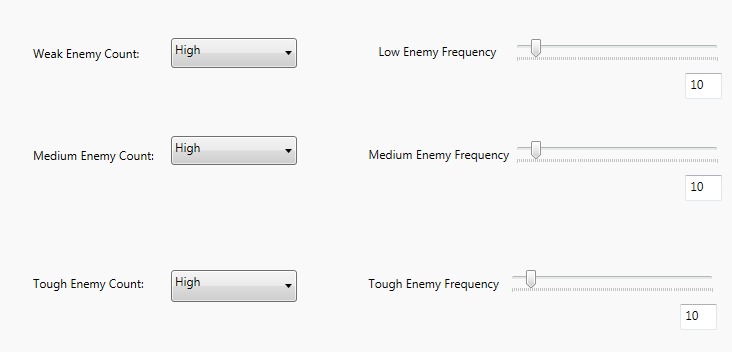 Weak Enemy Count: High Low Enemy Frequency
10
Medium Enemy Count: High Medium Enemy Frequency
10
Tough Enemy Count: High Tough Enemy Frequency
10